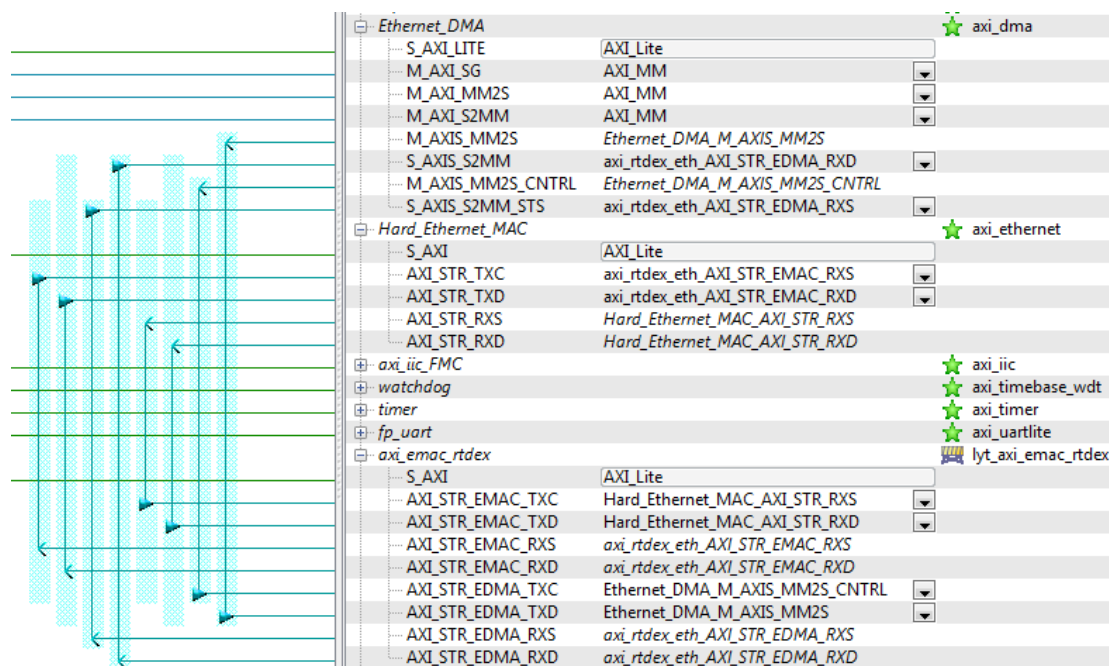 Ethernet_DMA axi_dma
S_AXI_LITE AXI_Lite
M_AXI_SG AXI_MM
M_AXI_MM2S AXI_MM
M_AXI_S2MM AXI_MM
M_AXIS_MM2S Ethernet_DMA_M_AXIS_MM2S
S_AXIS_S2MM axi_rtdex_eth_AXI_STR_EDMA_RXD
M_AXIS_MM2S_CNTRL Ethernet_DMA_M_AXIS_MM2S_CNTRL
S_AXIS_S2MM_STS axi_rtdex_eth_AXI_STR_EDMA_RXS
Hard_Ethernet_MAC axi_ethernet
S_AXI AXI_Lite
AXI_STR_TXC axi_rtdex_eth_AXI_STR_EMAC_RXS
AXI_STR_TXD axi_rtdex_eth_AXI_STR_EMAC_RXD
AXI_STR_RXS Hard_Ethernet_MAC_AXI_STR_RXS
AXI_STR_RXD Hard_Ethernet_MAC_AXI_STR_RXD
axi_iic_FMC axi_iic
watchdog axi_timebase_wdt
timer axi_timer
fp_uart axi_uartlite
axi_emac_rtdex lyt_axi_emac_rtdex
S_AXI AXI_Lite
AXI_STR_EMAC_TXC Hard_Ethernet_MAC_AXI_STR_RXS
AXI_STR_EMAC_TXD Hard_Ethernet_MAC_AXI_STR_RXD
AXI_STR_EMAC_RXS axi_rtdex_eth_AXI_STR_EMAC_RXS
AXI_STR_EMAC_RXD axi_rtdex_eth_AXI_STR_EMAC_RXD
AXI_STR_EDMA_TXC Ethernet_DMA_M_AXIS_MM2S_CNTRL
AXI_STR_EDMA_TXD Ethernet_DMA_M_AXIS_MM2S
AXI_STR_EDMA_RXS axi_rtdex_eth_AXI_STR_EDMA_RXS
AXI_STR_EDMA_RXD axi_rtdex_eth_AXI_STR_EDMA_RXD